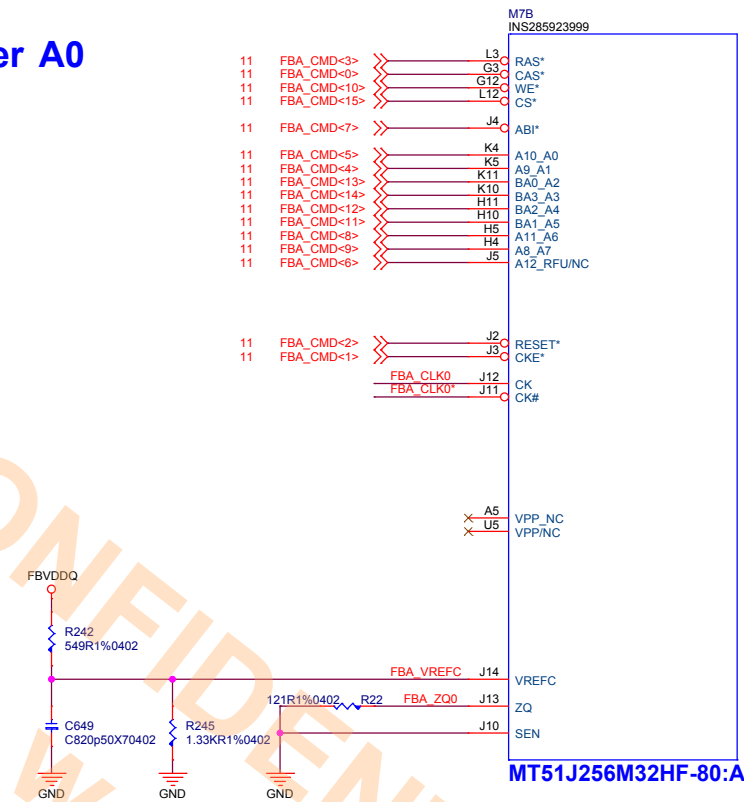 M7B
INS285923999
er A0
11 FBA_CMD<3> L3 RAS*
11 FBA_CMD<0> G3 CAS*
11 FBA_CMD<10> G12 WE*
11 FBA_CMD<15> L12 CS*
11 FBA_CMD<7> J4 ABI*
11 FBA_CMD<5> K4 A10_A0
11 FBA_CMD<4> K5 A9_A1
11 FBA_CMD<13> K11 BA0_A2
11 FBA_CMD<14> K10 BA3_A3
11 FBA_CMD<12> H11 BA2_A4
11 FBA_CMD<11> H10 BA1_A5
11 FBA_CMD<8> H5 A11_A6
11 FBA_CMD<9> H4 A8_A7
11 FBA_CMD<6> J5 A12_RFU/NC
11 FBA_CMD<2> J2 RESET*
11 FBA_CMD<1> J3 CKE*
FBA_CLK0 J12 CK
FBA_CLK0* J11 CK#
A5 VPP_NC
U5 VPP/NC
FBVDDQ
R242
549R1%0402
FBA_VREFC J14 VREFC
121R1%0402 R22 FBA_ZQ0 J13 ZQ
C649
C820p50X70402
R245
1.33KR1%0402
J10 SEN
GND GND GND
MT51J256M32HF-80:A
ONFIDENT